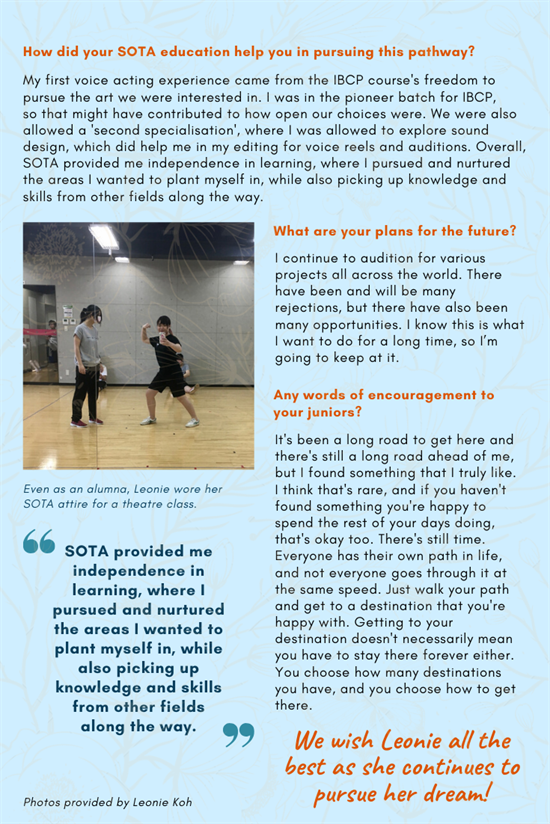 How did your SOTA education help you in pursuing this pathway?
My first voice acting experience came from the IBCP course's freedom to
pursue the art we were interested in. I was in the pioneer batch for IBCP,
so that might have contributed to how open our choices were. We were also
allowed a 'second specialisation', where I was allowed to explore sound
design, which did help me in my editing for voice reels and auditions. Overall,
SOTA provided me independence in learning, where I pursued and nurtured
the areas I wanted to plant myself in, while also picking up knowledge and
skills from other fields along the way.
What are your plans for the future?
I continue to audition for various
projects all across the world. There
have been and will be many
rejections, but there have also been
many opportunities. I know this is what
I want to do for a long time, so I’m
going to keep at it.
Any words of encouragement to
your juniors?
It's been a long road to get here and
there's still a long road ahead of me,
but I found something that I truly like.
I think that's rare, and if you haven't
found something you're happy to
spend the rest of your days doing,
that's okay too. There's still time.
Everyone has their own path in life,
and not everyone goes through it at
the same speed. Just walk your path
and get to a destination that you're
happy with. Getting to your
destination doesn't necessarily mean
you have to stay there forever either.
You choose how many destinations
you have, and you choose how to get
there.
Even as an alumna, Leonie wore her
SOTA attire for a theatre class.
“ SOTA provided me
independence in
learning, where I
pursued and nurtured
the areas I wanted to
plant myself in, while
also picking up
knowledge and skills
from other fields
along the way. ”
We wish Leonie all the
best as she continues to
pursue her dream!
Photos provided by Leonie Koh